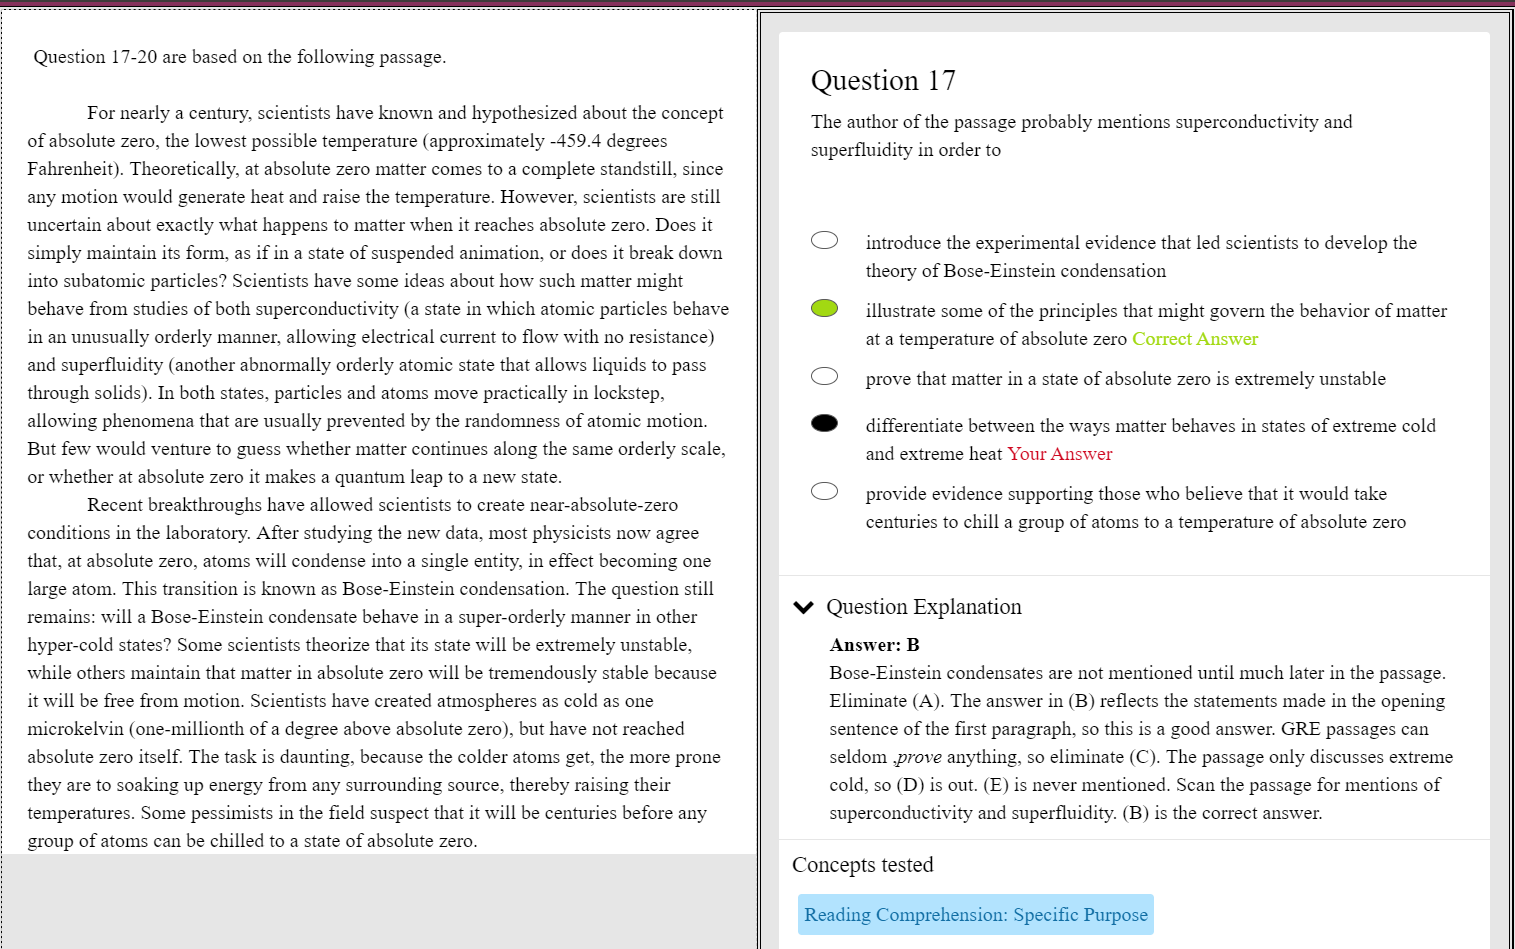 Question 17-20 are based on the following passage.
For nearly a century, scientists have known and hypothesized about the concept
of absolute zero, the lowest possible temperature (approximately -459.4 degrees
Fahrenheit). Theoretically, at absolute zero matter comes to a complete standstill, since
any motion would generate heat and raise the temperature. However, scientists are still
uncertain about exactly what happens to matter when it reaches absolute zero. Does it
simply maintain its form, as if in a state of suspended animation, or does it break down
into subatomic particles? Scientists have some ideas about how such matter might
behave from studies of both superconductivity (a state in which atomic particles behave
in an unusually orderly manner, allowing electrical current to flow with no resistance)
and superfluidity (another abnormally orderly atomic state that allows liquids to pass
through solids). In both states, particles and atoms move practically in lockstep,
allowing phenomena that are usually prevented by the randomness of atomic motion.
But few would venture to guess whether matter continues along the same orderly scale,
or whether at absolute zero it makes a quantum leap to a new state.
Recent breakthroughs have allowed scientists to create near-absolute-zero
conditions in the laboratory. After studying the new data, most physicists now agree
that, at absolute zero, atoms will condense into a single entity, in effect becoming one
large atom. This transition is known as Bose-Einstein condensation. The question still
remains: will a Bose-Einstein condensate behave in a super-orderly manner in other
hyper-cold states? Some scientists theorize that its state will be extremely unstable,
while others maintain that matter in absolute zero will be tremendously stable because
it will be free from motion. Scientists have created atmospheres as cold as one
microkelvin (one-millionth of a degree above absolute zero), but have not reached
absolute zero itself. The task is daunting, because the colder atoms get, the more prone
they are to soaking up energy from any surrounding source, thereby raising their
temperatures. Some pessimists in the field suspect that it will be centuries before any
group of atoms can be chilled to a state of absolute zero.
Question 17
The author of the passage probably mentions superconductivity and
superfluidity in order to
introduce the experimental evidence that led scientists to develop the
theory of Bose-Einstein condensation
illustrate some of the principles that might govern the behavior of matter
at a temperature of absolute zero Correct Answer
prove that matter in a state of absolute zero is extremely unstable
differentiate between the ways matter behaves in states of extreme cold
and extreme heat Your Answer
provide evidence supporting those who believe that it would take
centuries to chill a group of atoms to a temperature of absolute zero
Question Explanation
Answer: B
Bose-Einstein condensates are not mentioned until much later in the passage.
Eliminate (A). The answer in (B) reflects the statements made in the opening
sentence of the first paragraph, so this is a good answer. GRE passages can
seldom ,prove anything, so eliminate (C). The passage only discusses extreme
cold, so (D) is out. (E) is never mentioned. Scan the passage for mentions of
superconductivity and superfluidity. (B) is the correct answer.
Concepts tested
Reading Comprehension: Specific Purpose